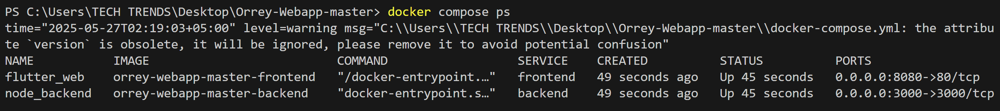 PS C:\Users\TECH TRENDS\Desktop\Orrey-Webapp-master> docker compose ps
time="2025-05-27T02:19:03+05:00" level=warning msg="C:\\Users\\TECH TRENDS\\Desktop\\Orrey-Webapp-master\\docker-compose.yml: the attribu
te `version` is obsolete, it will be ignored, please remove it to avoid potential confusion"
NAME           IMAGE                          COMMAND                  SERVICE    CREATED          STATUS          PORTS
flutter_web    orrey-webapp-master-frontend   "/docker-entrypoint.…"   frontend   49 seconds ago   Up 45 seconds   0.0.0.0:8080->80/tcp
node_backend   orrey-webapp-master-backend    "docker-entrypoint.s…"   backend    49 seconds ago   Up 45 seconds   0.0.0.0:3000->3000/tcp